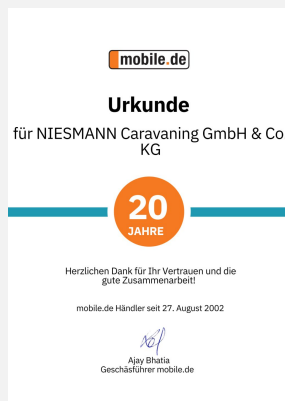 mobile.de
Urkunde
für NIESMANN Caravaning GmbH & Co
KG
20
JAHRE
Herzlichen Dank für Ihr Vertrauen und die
gute Zusammenarbeit!
mobile.de Händler seit 27. August 2002
Ajay Bhatia
Geschäsführer mobile.de